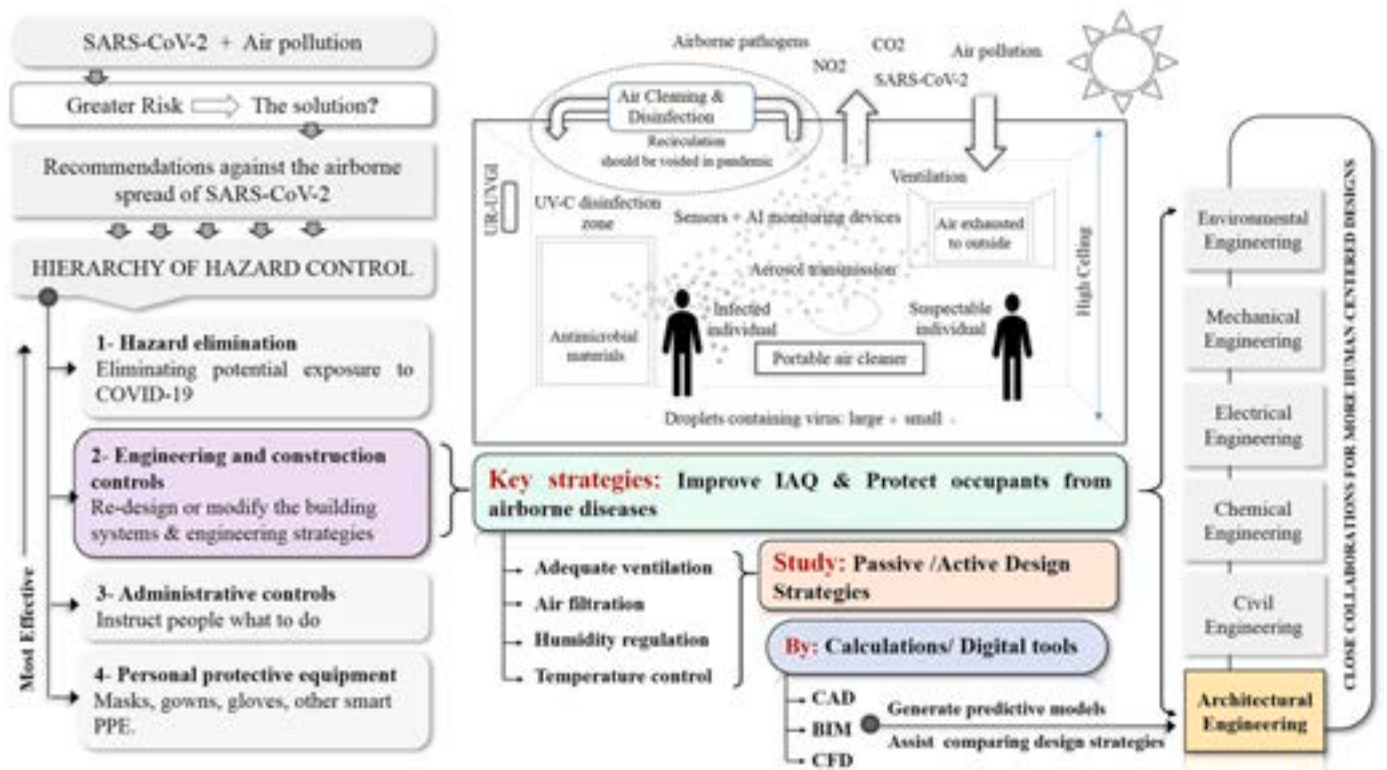 SARS-CoV-2 + Air pollution
Greater Risk The solution?
Recommendations against the airborne
spread of SARS-CoV-2
HIERARCHY OF HAZARD CONTROL
1- Hazard elimination
Eliminating potential exposure to
COVID-19
2- Engineering and construction
controls
Re-design or modify the building
systems & engineering strategies
3- Administrative controls
Instruct people what to do
4- Personal protective equipment
Masks, gowns, gloves, other smart
PPE.
Most Effective
Airborne pathogens
CO2
NO2
SARS-CoV-2
Air pollution
Air Cleaning &
Disinfection
Recirculation
should be voided in pandemic
UR-UVGI
UV-C disinfection
zone
Ventilation
Sensors + AI monitoring devices
Air exhausted
to outside
Aerosol transmission
Antimicrobial
materials
Infected
individual
Suspectable
individual
Portable air cleaner
High Celling
Droplets containing virus: large + small
Key strategies: Improve IAQ & Protect occupants from
airborne diseases
Adequate ventilation
Air filtration
Humidity regulation
Temperature control
Study: Passive /Active Design
Strategies
By: Calculations/ Digital tools
CAD
BIM
CFD
Generate predictive models
Assist comparing design strategies
Environmental
Engineering
Mechanical
Engineering
Electrical
Engineering
Chemical
Engineering
Civil
Engineering
Architectural
Engineering
CLOSE COLLABORATIONS FOR MORE HUMAN CENTERED DESIGNS